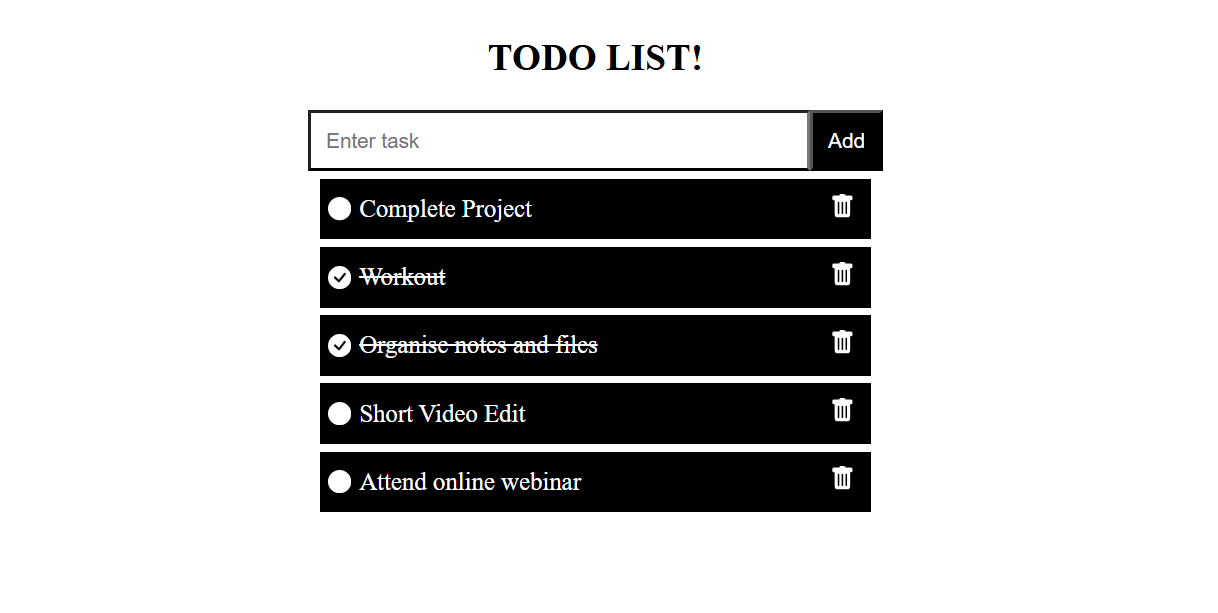 TODO LIST!
Enter task
Add
Complete Project
Workout
Organise notes and files
Short Video Edit
Attend online webinar